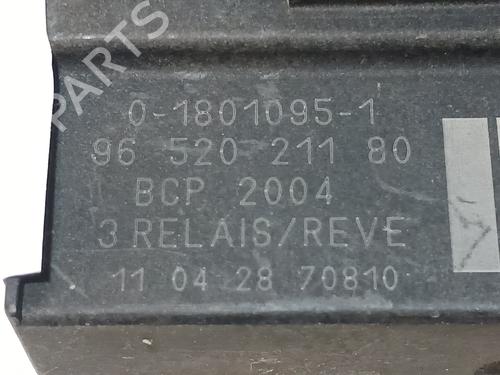 0-1801095-1
96 520 211 80
BCP 2004
3 RELAIS/REVE
11 04 28 70810
PARTS